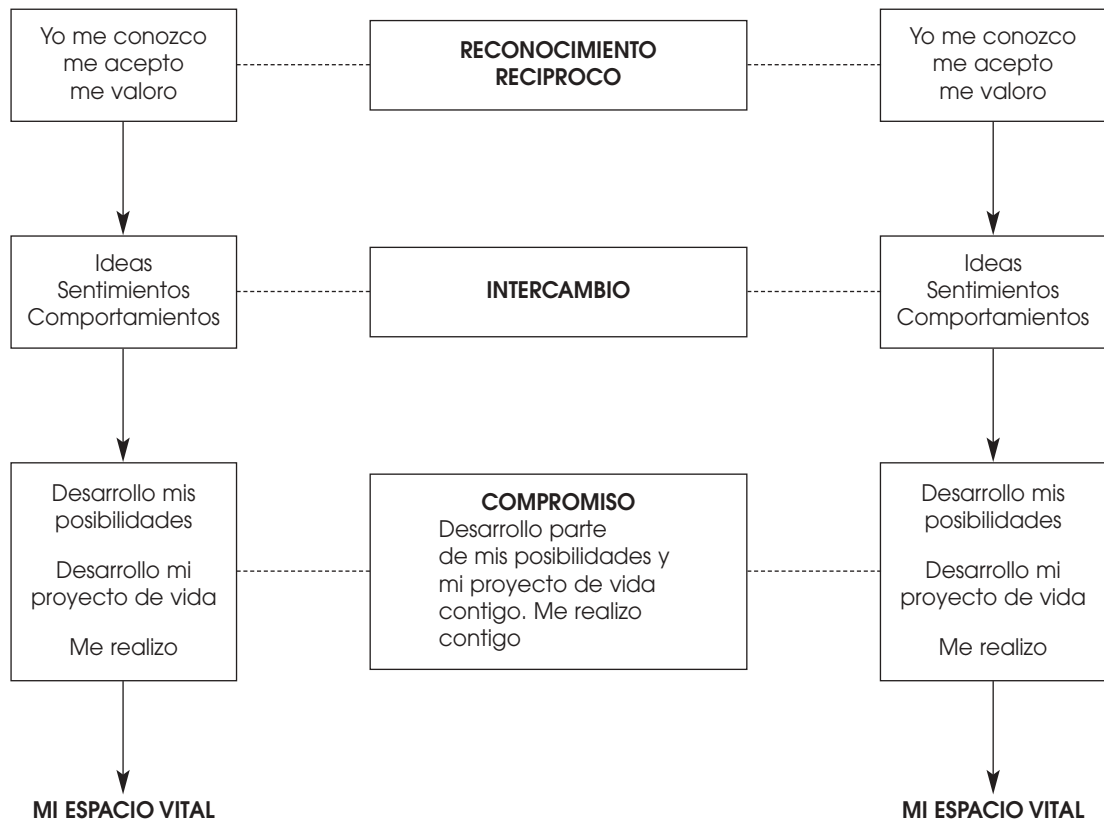 Yo me conozco
me acepto
me valoro
RECONOCIMIENTO
RECIPROCO
Yo me conozco
me acepto
me valoro
Ideas
Sentimientos
Comportamientos
INTERCAMBIO
Ideas
Sentimientos
Comportamientos
Desarrollo mis
posibilidades
Desarrollo mi
proyecto de vida
Me realizo
COMPROMISO
Desarrollo parte
de mis posibilidades y
mi proyecto de vida
contigo. Me realizo
contigo
Desarrollo mis
posibilidades
Desarrollo mi
proyecto de vida
Me realizo
MI ESPACIO VITAL
MI ESPACIO VITAL